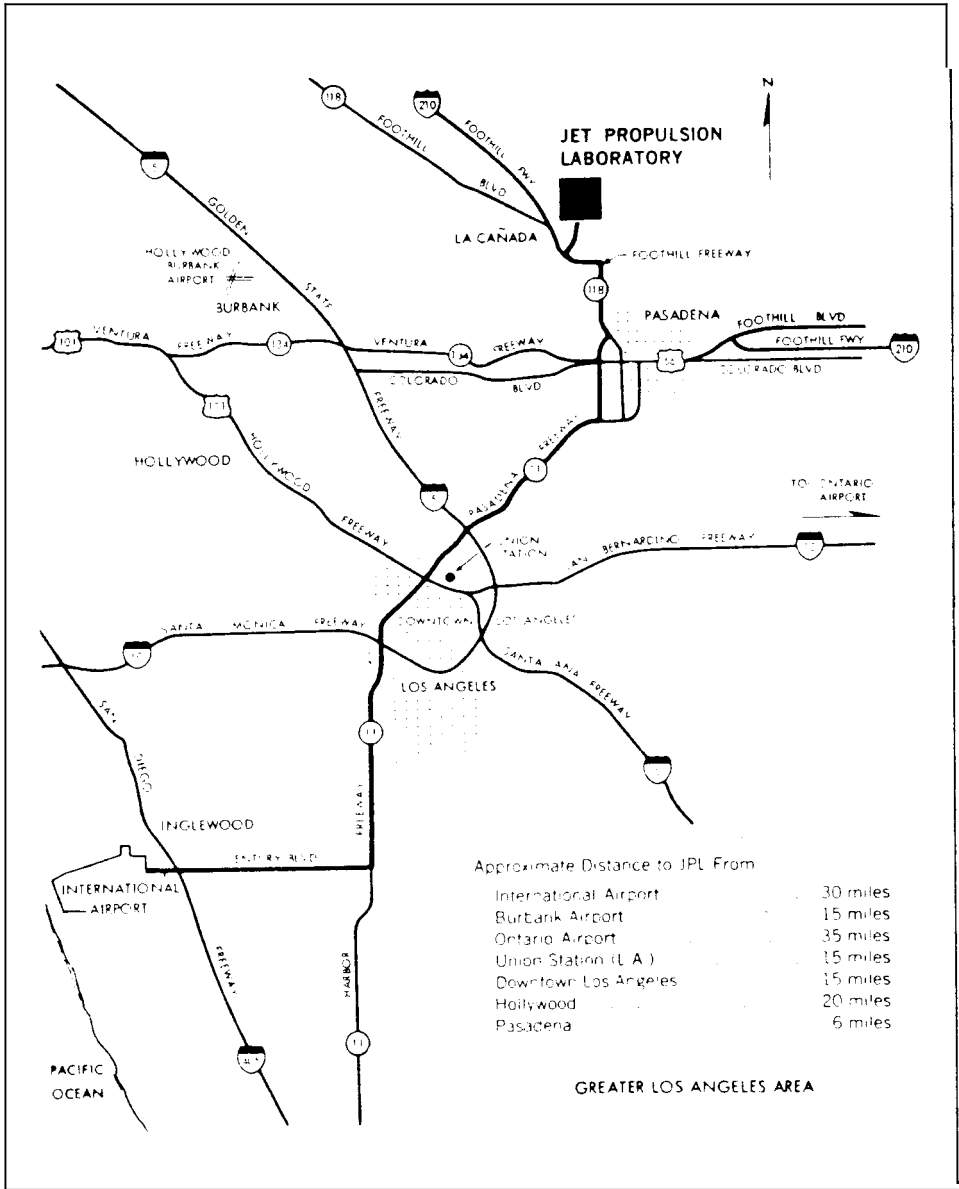 N
118
FOOTHILL
BLVD
210
FOOTHILL FWY
JET PROPULSION
LABORATORY
LA CAÑADA
FOOTHILL FREEWAY
118
5
GOLDEN
STATE
FREEWAY
HOLLYWOOD
BURBANK
AIRPORT
BURBANK
PASADENA
FOOTHILL BLVD
FOOTHILL FWY
210
COLORADO BLVD
66
101
VENTURA
FREEWAY
134
VENTURA
134
FREEWAY
COLORADO
BLVD
101
HOLLYWOOD
HOLLYWOOD
FREEWAY
5
PASADENA
11
FREEWAY
TO ONTARIO
AIRPORT
UNION
STATION
SAN BERNARDINO FREEWAY
10
SANTA MONICA FREEWAY
10
DOWNTOWN LOS ANGELES
LOS ANGELES
SANTA ANA FREEWAY
11
FREEWAY
SAN
DIEGO
INGLEWOOD
ENTURY BLVD
INTERNATIONAL
AIRPORT
FREEWAY
405
HARBOR
11
PACIFIC
OCEAN
Approximate Distance to JPL From
International Airport 30 miles
Burbank Airport 15 miles
Ontario Airport 35 miles
Union Station (L.A.) 15 miles
Downtown Los Angeles 15 miles
Hollywood 20 miles
Pasadena 6 miles
GREATER LOS ANGELES AREA